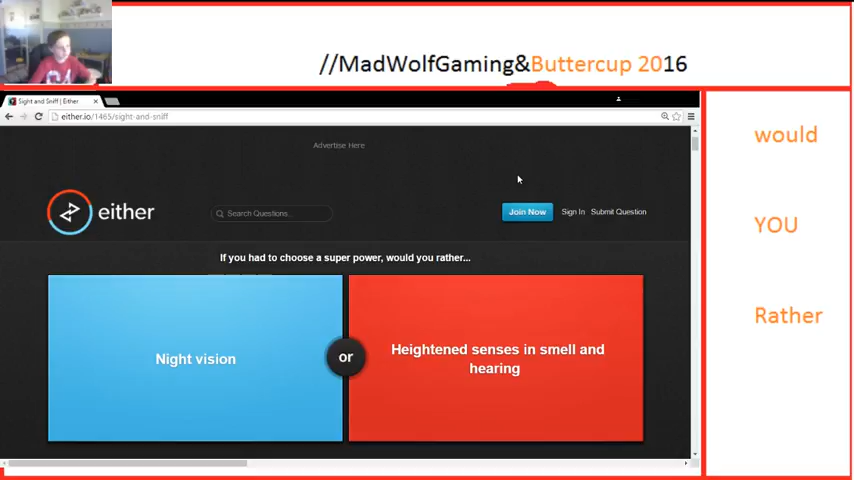 //MadWolfGaming&Buttercup 2016
Sight and Sniff | Either
either.io/1465/sight-and-sniff
Advertise Here
either
Search Questions...
Join Now
Sign In
Submit Question
If you had to choose a super power, would you rather...
Night vision
or
Heightened senses in smell and
hearing
would
YOU
Rather